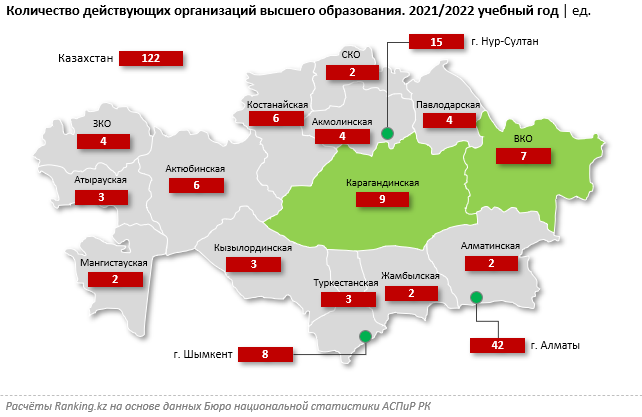 Количество действующих организаций высшего образования. 2021/2022 учебный год | ед.
Казахстан 122
15 г. Нур-Султан
СКО
2
Костанайская
6
Акмолинская
4
Павлодарская
4
ВКО
7
ЗКО
4
Атырауская
3
Актюбинская
6
Карагандинская
9
Мангистауская
2
Кызылординская
3
Туркестанская
3
Жамбылская
2
Алматинская
2
г. Шымкент 8
42 г. Алматы
Расчёты Ranking.kz на основе данных Бюро национальной статистики АСПиР РК